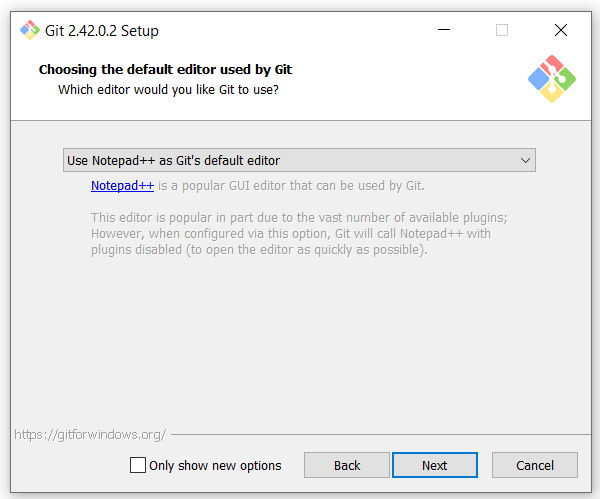 Git 2.42.0.2 Setup
Choosing the default editor used by Git
Which editor would you like Git to use?
Use Notepad++ as Git's default editor
Notepad++ is a popular GUI editor that can be used by Git.
This editor is popular in part due to the vast number of available plugins;
However, when configured via this option, Git will call Notepad++ with
plugins disabled (to open the editor as quickly as possible).
https://gitforwindows.org/
Only show new options
Back
Next
Cancel